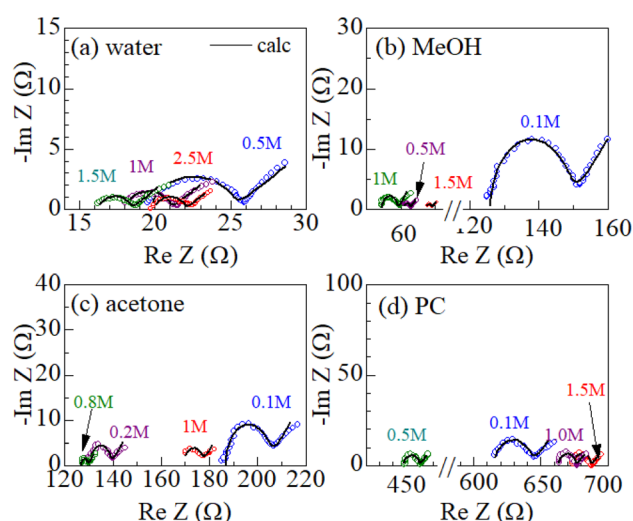 (a) water
calc
1M
2.5M
0.5M
1.5M
-Im Z (Ω)
15
10
5
0
15
20
25
30
Re Z (Ω)
(b) MeOH
0.1M
0.5M
1M
1.5M
-Im Z (Ω)
30
20
10
0
60
120
140
160
Re Z (Ω)
(c) acetone
0.8M
0.2M
1M
0.1M
-Im Z (Ω)
40
30
20
10
0
120
140
160
180
200
220
Re Z (Ω)
(d) PC
1.5M
0.1M
1.0M
0.5M
-Im Z (Ω)
100
50
0
450
600
650
700
Re Z (Ω)